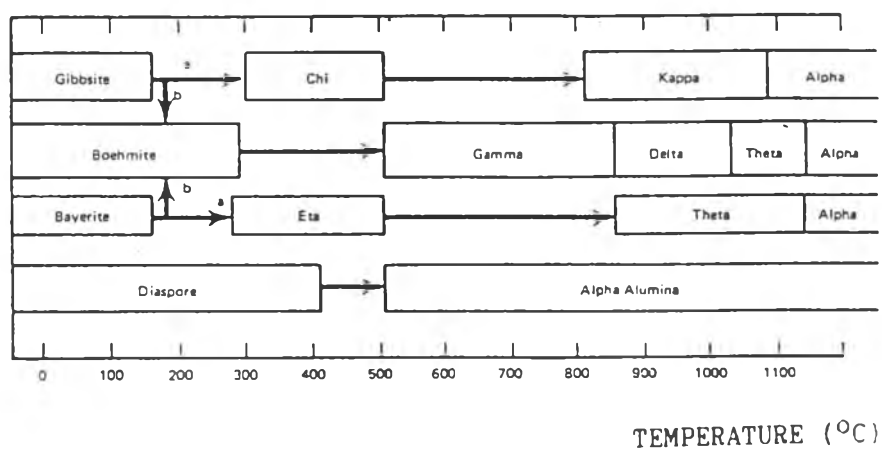 Gibbsite a Chi Kappa Alpha
b
Boehmite Gamma Delta Theta Alpha
b
Bayerite a Eta Theta Alpha
Diaspore Alpha Alumina
0 100 200 300 400 500 600 700 800 900 1000 1100
TEMPERATURE (°C)